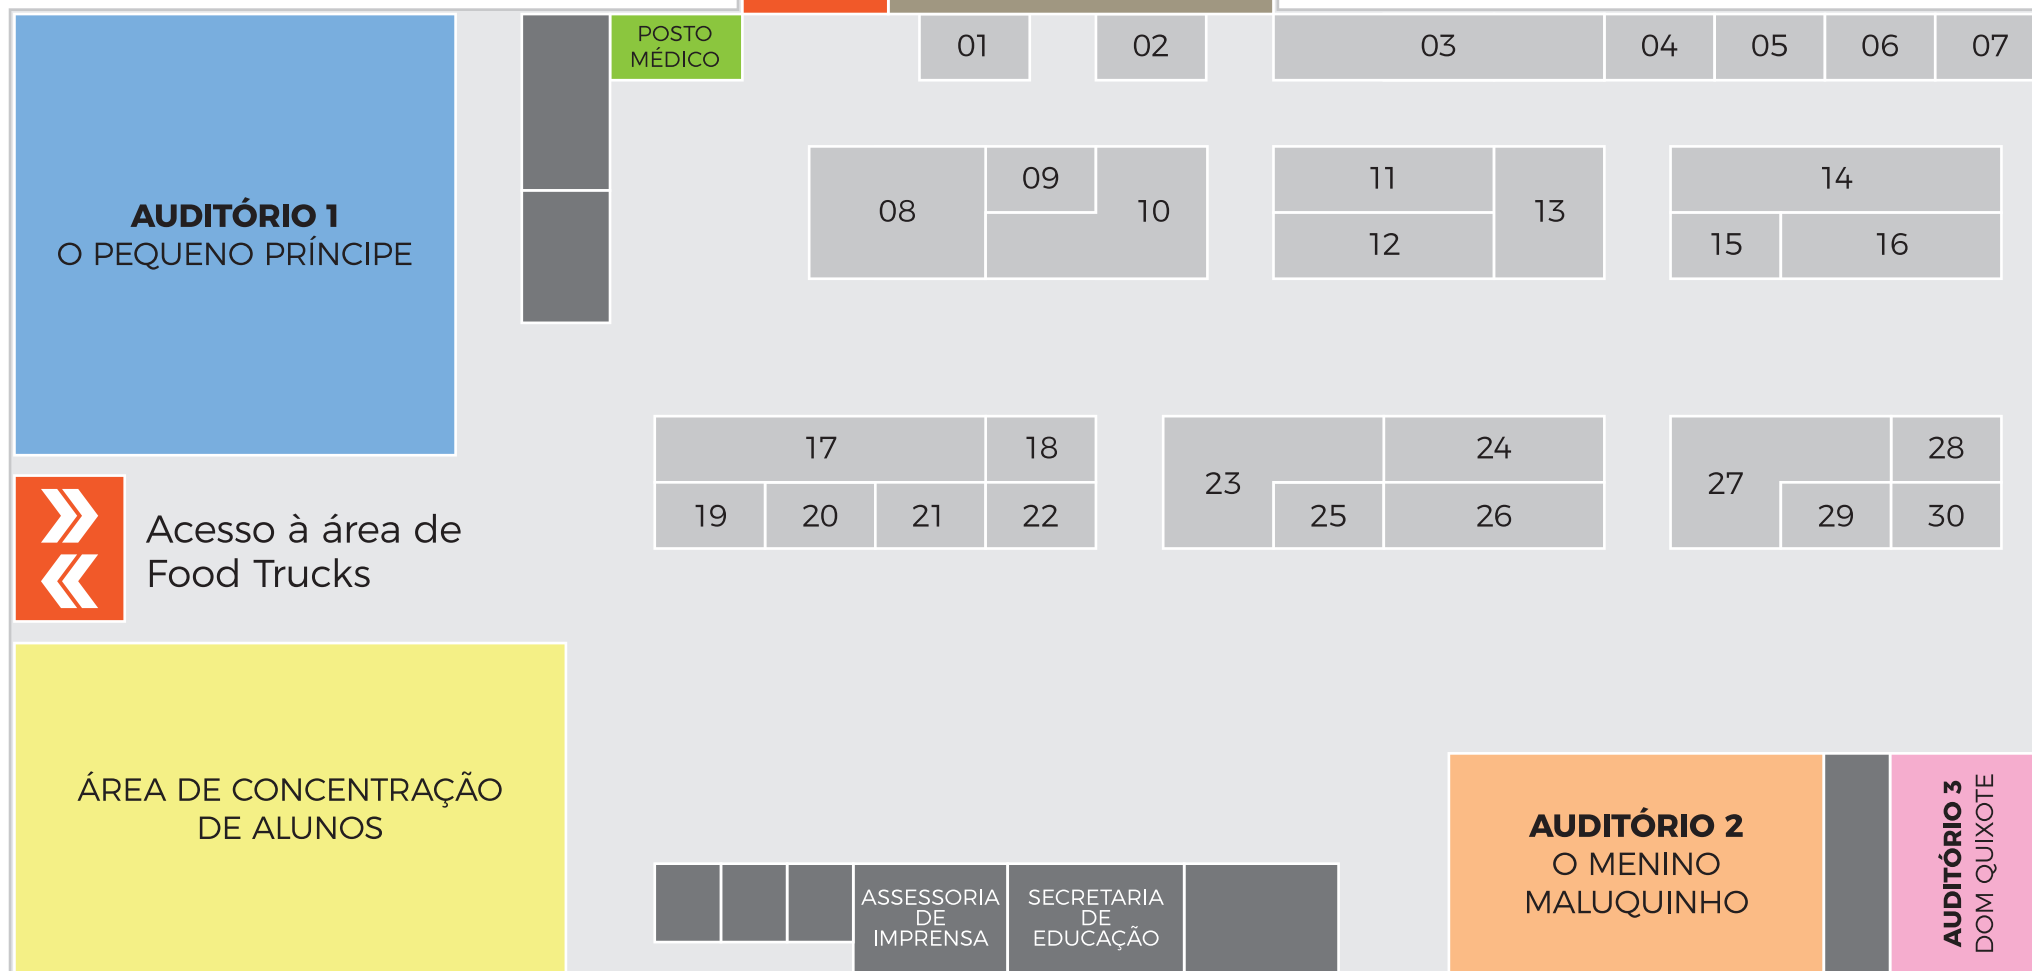 POSTO
MÉDICO
01
02
03
04
05
06
07
AUDITÓRIO 1
O PEQUENO PRÍNCIPE
08
09
10
11
12
13
14
15
16
17
18
19
20
21
22
23
24
25
26
27
28
29
30
Acesso à área de
Food Trucks
ÁREA DE CONCENTRAÇÃO
DE ALUNOS
ASSESSORIA
DE
IMPRENSA
SECRETARIA
DE
EDUCAÇÃO
AUDITÓRIO 2
O MENINO
MALUQUINHO
AUDITÓRIO 3
DOM QUIXOTE